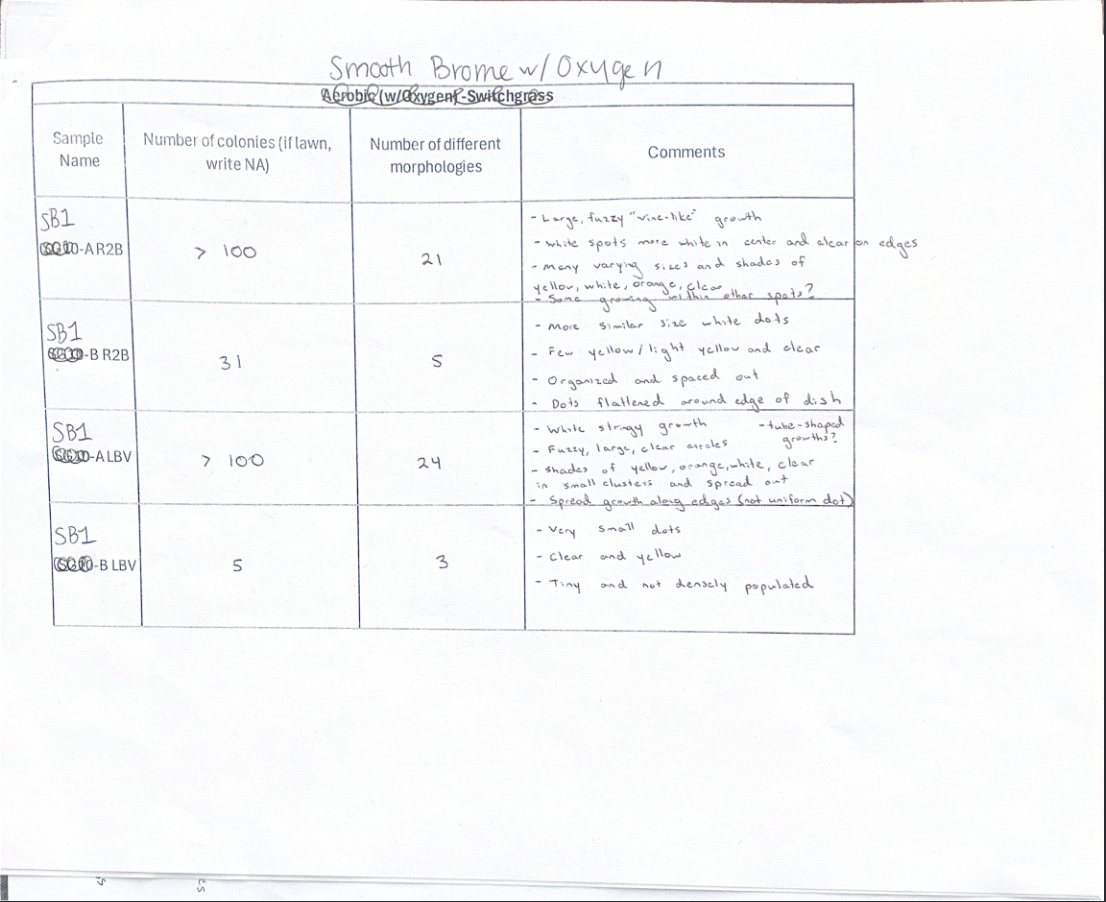 Smooth Brome w/ Oxygen
Aerobic (w/Oxygen)-Switchgrass
Sample Name
Number of colonies (if lawn, write NA)
Number of different morphologies
Comments
SB1
-A R2B
> 100
21
- Large, fuzzy "vine-like" growth
- White spots more white in center and clear on edges
- Many varying sizes and shades of
yellow, white, orange, clear
- Some growing within other spots?
SB1
-B R2B
31
5
- More similar size white dots
- Few yellow/light yellow and clear
- Organized and spaced out
- Dots flattened around edge of dish
SB1
-A LBV
> 100
24
- White stringy growth
- tube-shaped
growths?
- Fuzzy, large, clear circles
- shades of yellow, orange, white, clear
in small clusters and spread out
- Spread growth along edges (not uniform dot)
SB1
-B LBV
5
3
- Very small dots
- Clear and yellow
- Tiny and not densely populated